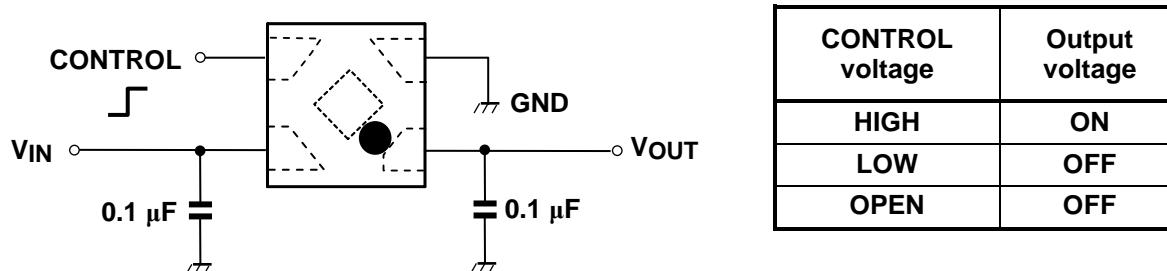 CONTROL
GND
VIN
VOUT
0.1 μF
0.1 μF
CONTROL voltage
Output voltage
HIGH
ON
LOW
OFF
OPEN
OFF